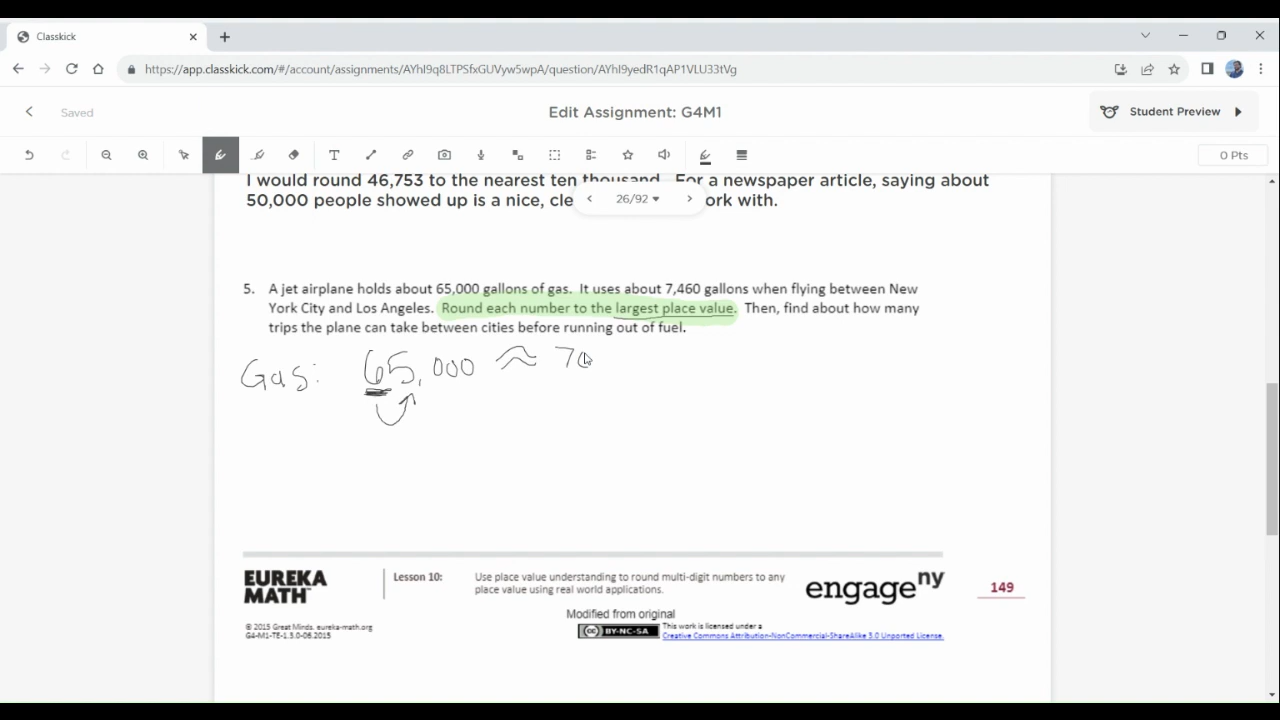 Classkick
https://app.classkick.com/#/account/assignments/AYhI9q8LTPSfxGUVyw5wpA/question/AYhI9yedR1qAP1VLU33tVg
Saved
Edit Assignment: G4M1
Student Preview
T
0 Pts
I would round 46,753 to the nearest ten thousand. For a newspaper article, saying about
50,000 people showed up is a nice, cle ork with.
26/92
5. A jet airplane holds about 65,000 gallons of gas. It uses about 7,460 gallons when flying between New
York City and Los Angeles. Round each number to the largest place value. Then, find about how many
trips the plane can take between cities before running out of fuel.
Gas: 65,000 ≈ 70
EUREKA
MATH™
Lesson 10:
Use place value understanding to round multi-digit numbers to any
place value using real world applications.
engage ny
149
© 2015 Great Minds. eureka-math.org
G4-M1-TE-1.3.0-06.2015
Modified from original
cc BY-NC-SA
This work is licensed under a
Creative Commons Attribution-NonCommercial-ShareAlike 3.0 Unported License.